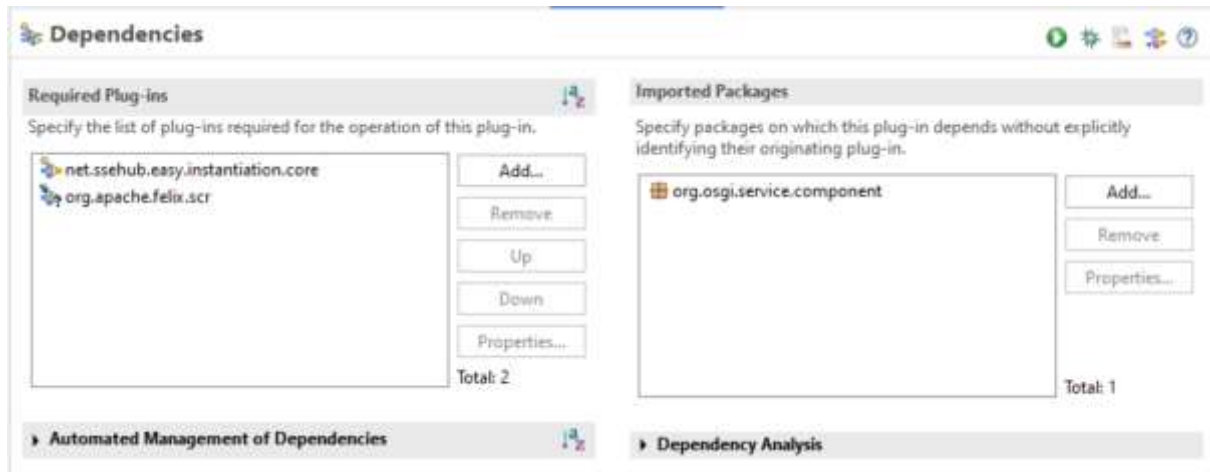 Dependencies
Required Plug-ins
Specify the list of plug-ins required for the operation of this plug-in.
net.ssehub.easy.instantiation.core
org.apache.felix.scr
Add...
Remove
Up
Down
Properties...
Total: 2
Automated Management of Dependencies
Imported Packages
Specify packages on which this plug-in depends without explicitly
identifying their originating plug-in.
org.osgi.service.component
Add...
Remove
Properties...
Total: 1
Dependency Analysis